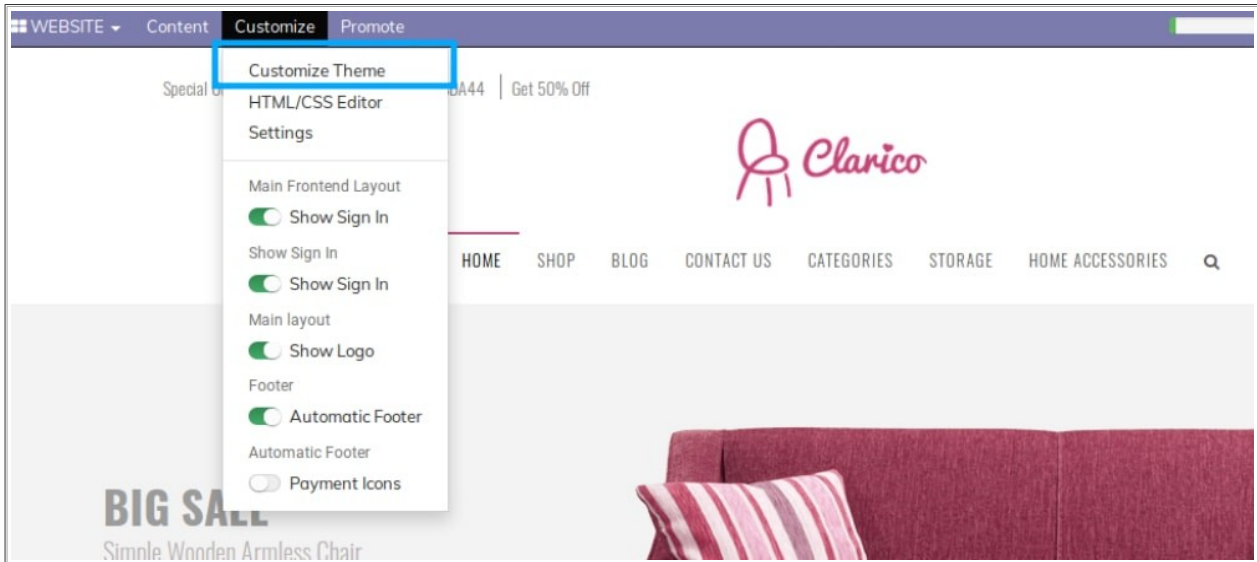 WEBSITE Content Customize Promote
Customize Theme
Special BA44 Get 50% Off
HTML/CSS Editor
Settings
Clarico
Main Frontend Layout
Show Sign In
Show Sign In
HOME SHOP BLOG CONTACT US CATEGORIES STORAGE HOME ACCESSORIES
Show Sign In
Main layout
Show Logo
Footer
Automatic Footer
Automatic Footer
Payment Icons
BIG SALE
Simple Wooden Armless Chair